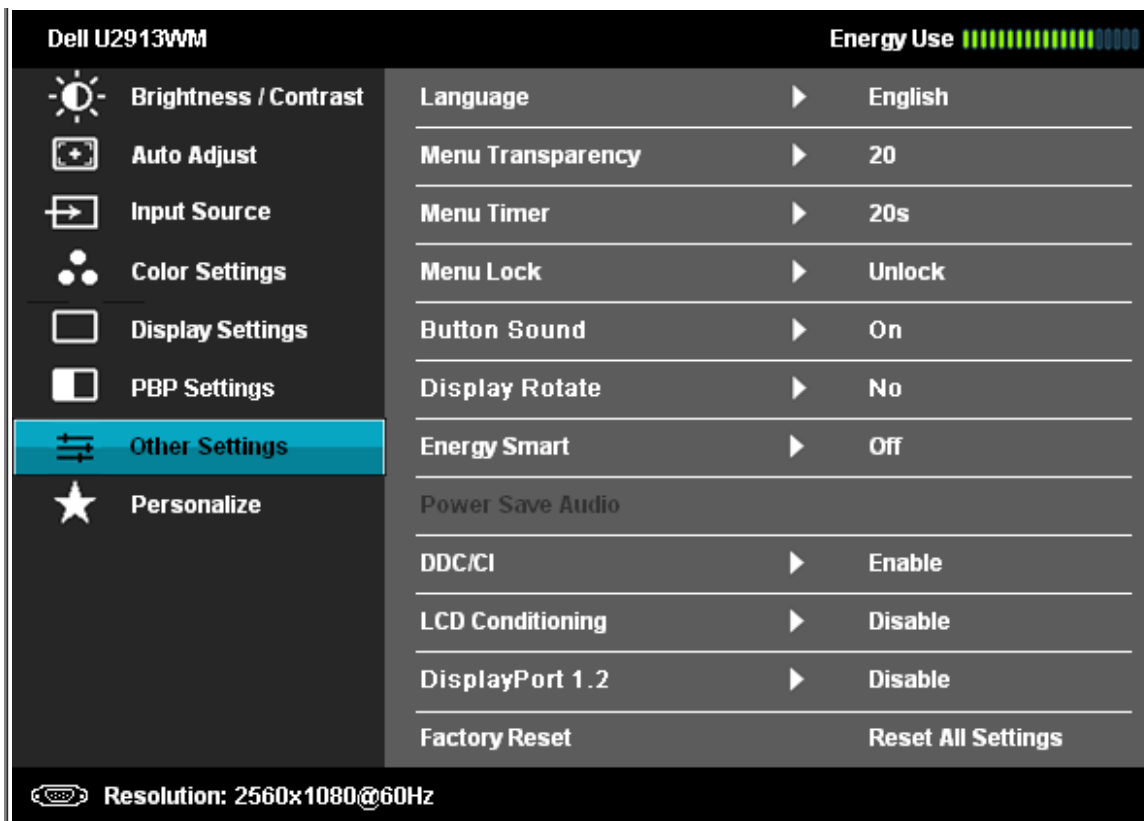 Dell U2913WM Energy Use
Brightness / Contrast Language English
Auto Adjust Menu Transparency 20
Input Source Menu Timer 20s
Color Settings Menu Lock Unlock
Display Settings Button Sound On
PBP Settings Display Rotate No
Other Settings Energy Smart Off
Personalize Power Save Audio
DDC/CI Enable
LCD Conditioning Disable
DisplayPort 1.2 Disable
Factory Reset Reset All Settings
Resolution: 2560x1080@60Hz